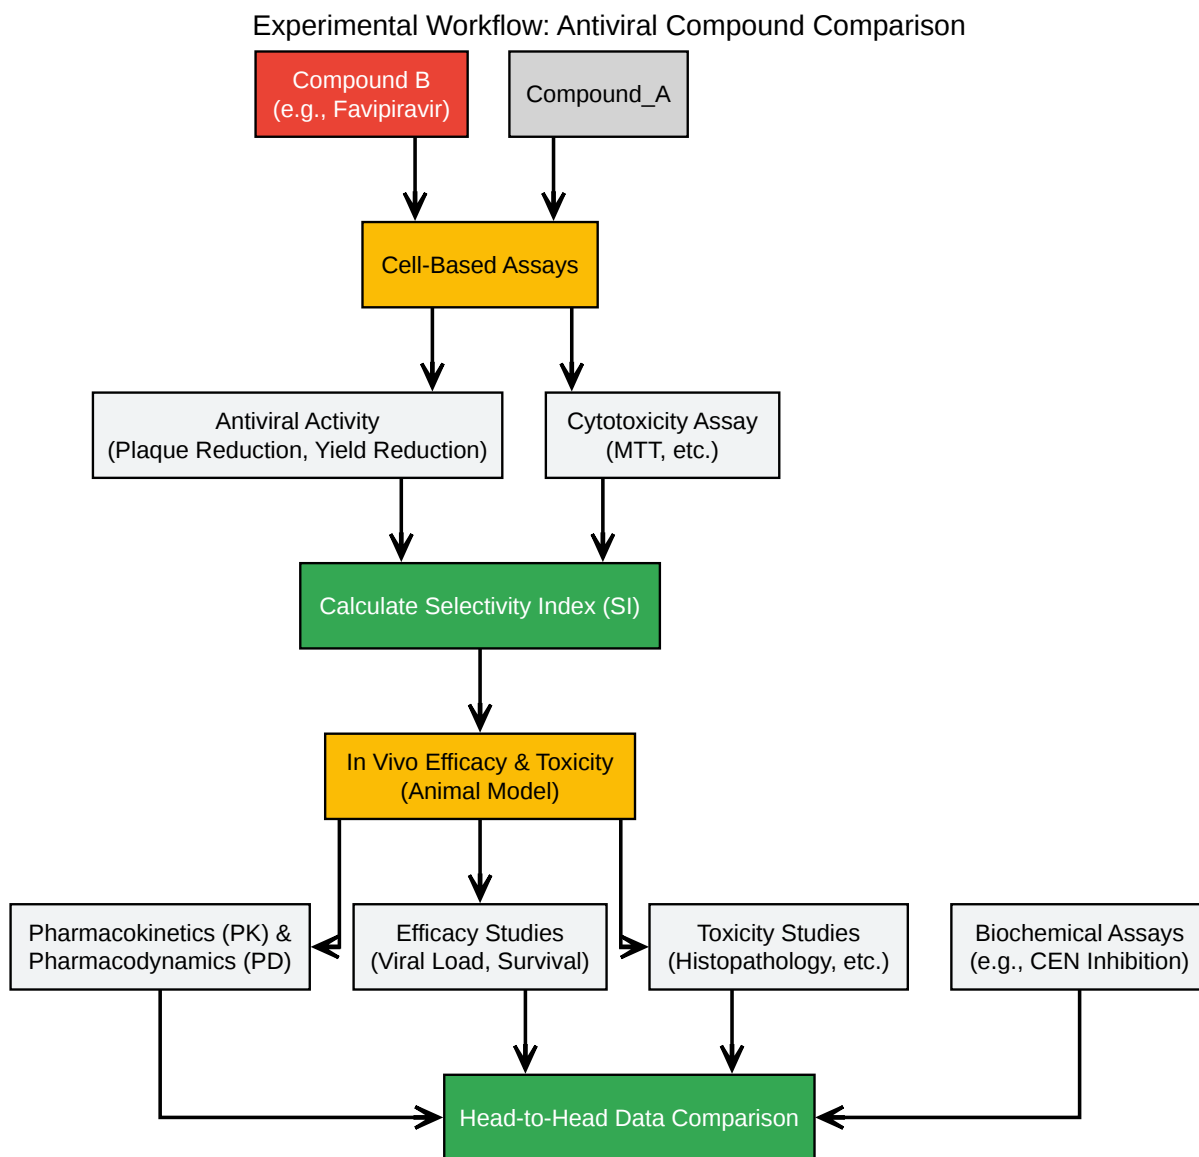 Experimental Workflow: Antiviral Compound Comparison
Compound B
(e.g., Favipiravir)
Compound_A
Cell-Based Assays
Antiviral Activity
(Plaque Reduction, Yield Reduction)
Cytotoxicity Assay
(MTT, etc.)
Calculate Selectivity Index (SI)
In Vivo Efficacy & Toxicity
(Animal Model)
Pharmacokinetics (PK) &
Pharmacodynamics (PD)
Efficacy Studies
(Viral Load, Survival)
Toxicity Studies
(Histopathology, etc.)
Biochemical Assays
(e.g., CEN Inhibition)
Head-to-Head Data Comparison